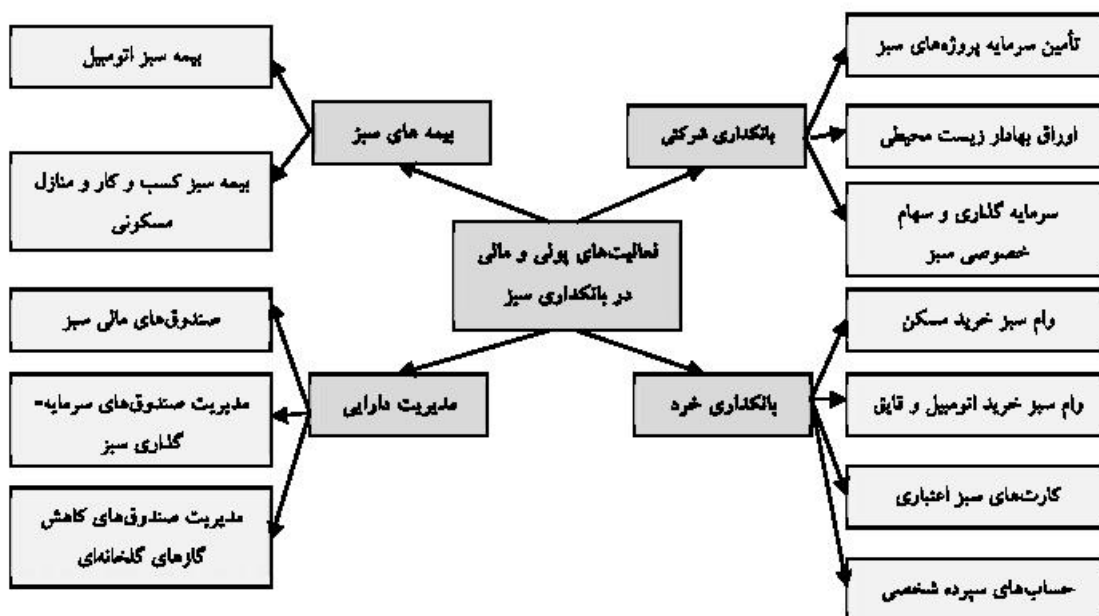 تأمین سرمایه پروژه‌های سبز
بیمه سبز اتومبیل
بانکداری شرکتی
بیمه های سبز
اوراق بهادار زیست محیطی
بیمه سبز کسب و کار و منازل
مسکونی
سرمایه گذاری و سهام
خصوصی سبز
فعالیت‌های پولی و مالی
در بانکداری سبز
وام سبز خرید مسکن
صندوق‌های مالی سبز
بانکداری خرد
مدیریت دارایی
وام سبز خرید اتومبیل و قایق
مدیریت صندوق‌های سرمایه-
گذاری سبز
کارت‌های سبز اعتباری
مدیریت صندوق‌های کاهش
گازهای گلخانه‌ای
حساب‌های سپرده شخصی